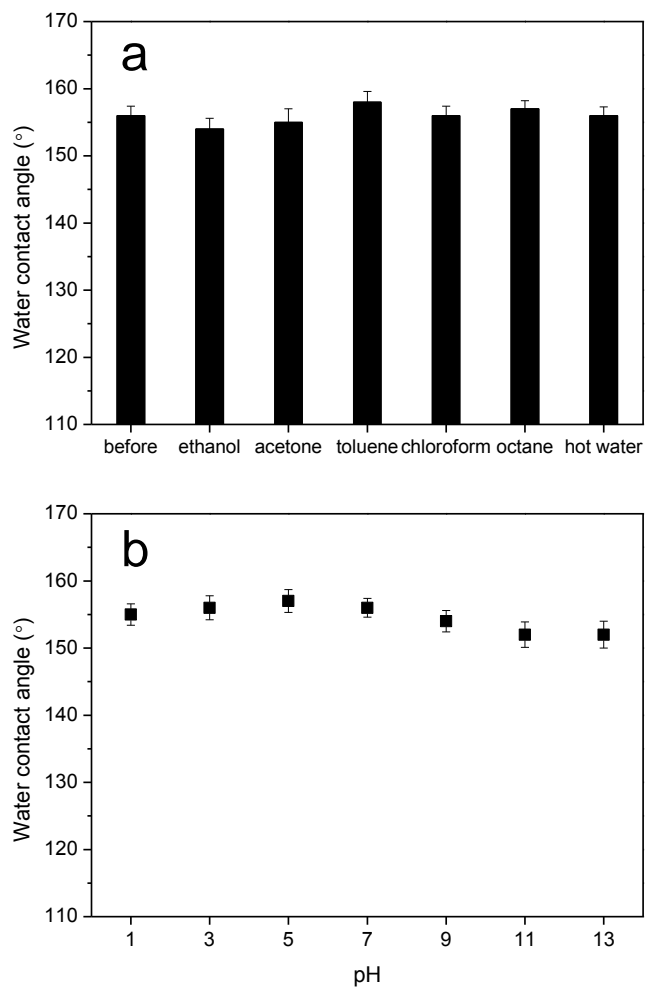 a
Water contact angle (°)
170
160
150
140
130
120
110
before ethanol acetone toluene chloroform octane hot water
b
Water contact angle (°)
170
160
150
140
130
120
110
1 3 5 7 9 11 13
pH